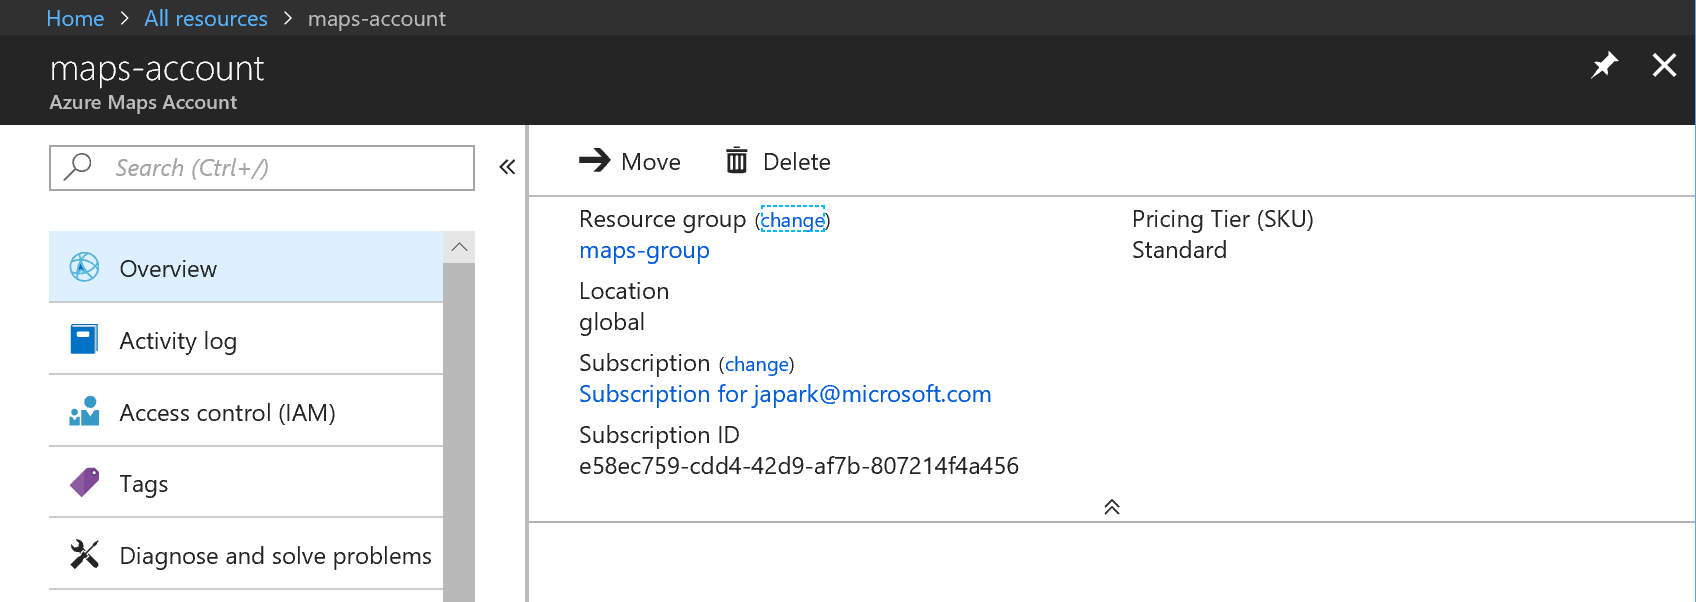 Home > All resources > maps-account
maps-account
Azure Maps Account
Search (Ctrl+/)
«
Overview
Activity log
Access control (IAM)
Tags
Diagnose and solve problems
Move
Delete
Resource group (change)
maps-group
Location
global
Subscription (change)
Subscription for japark@microsoft.com
Subscription ID
e58ec759-cdd4-42d9-af7b-807214f4a456
Pricing Tier (SKU)
Standard